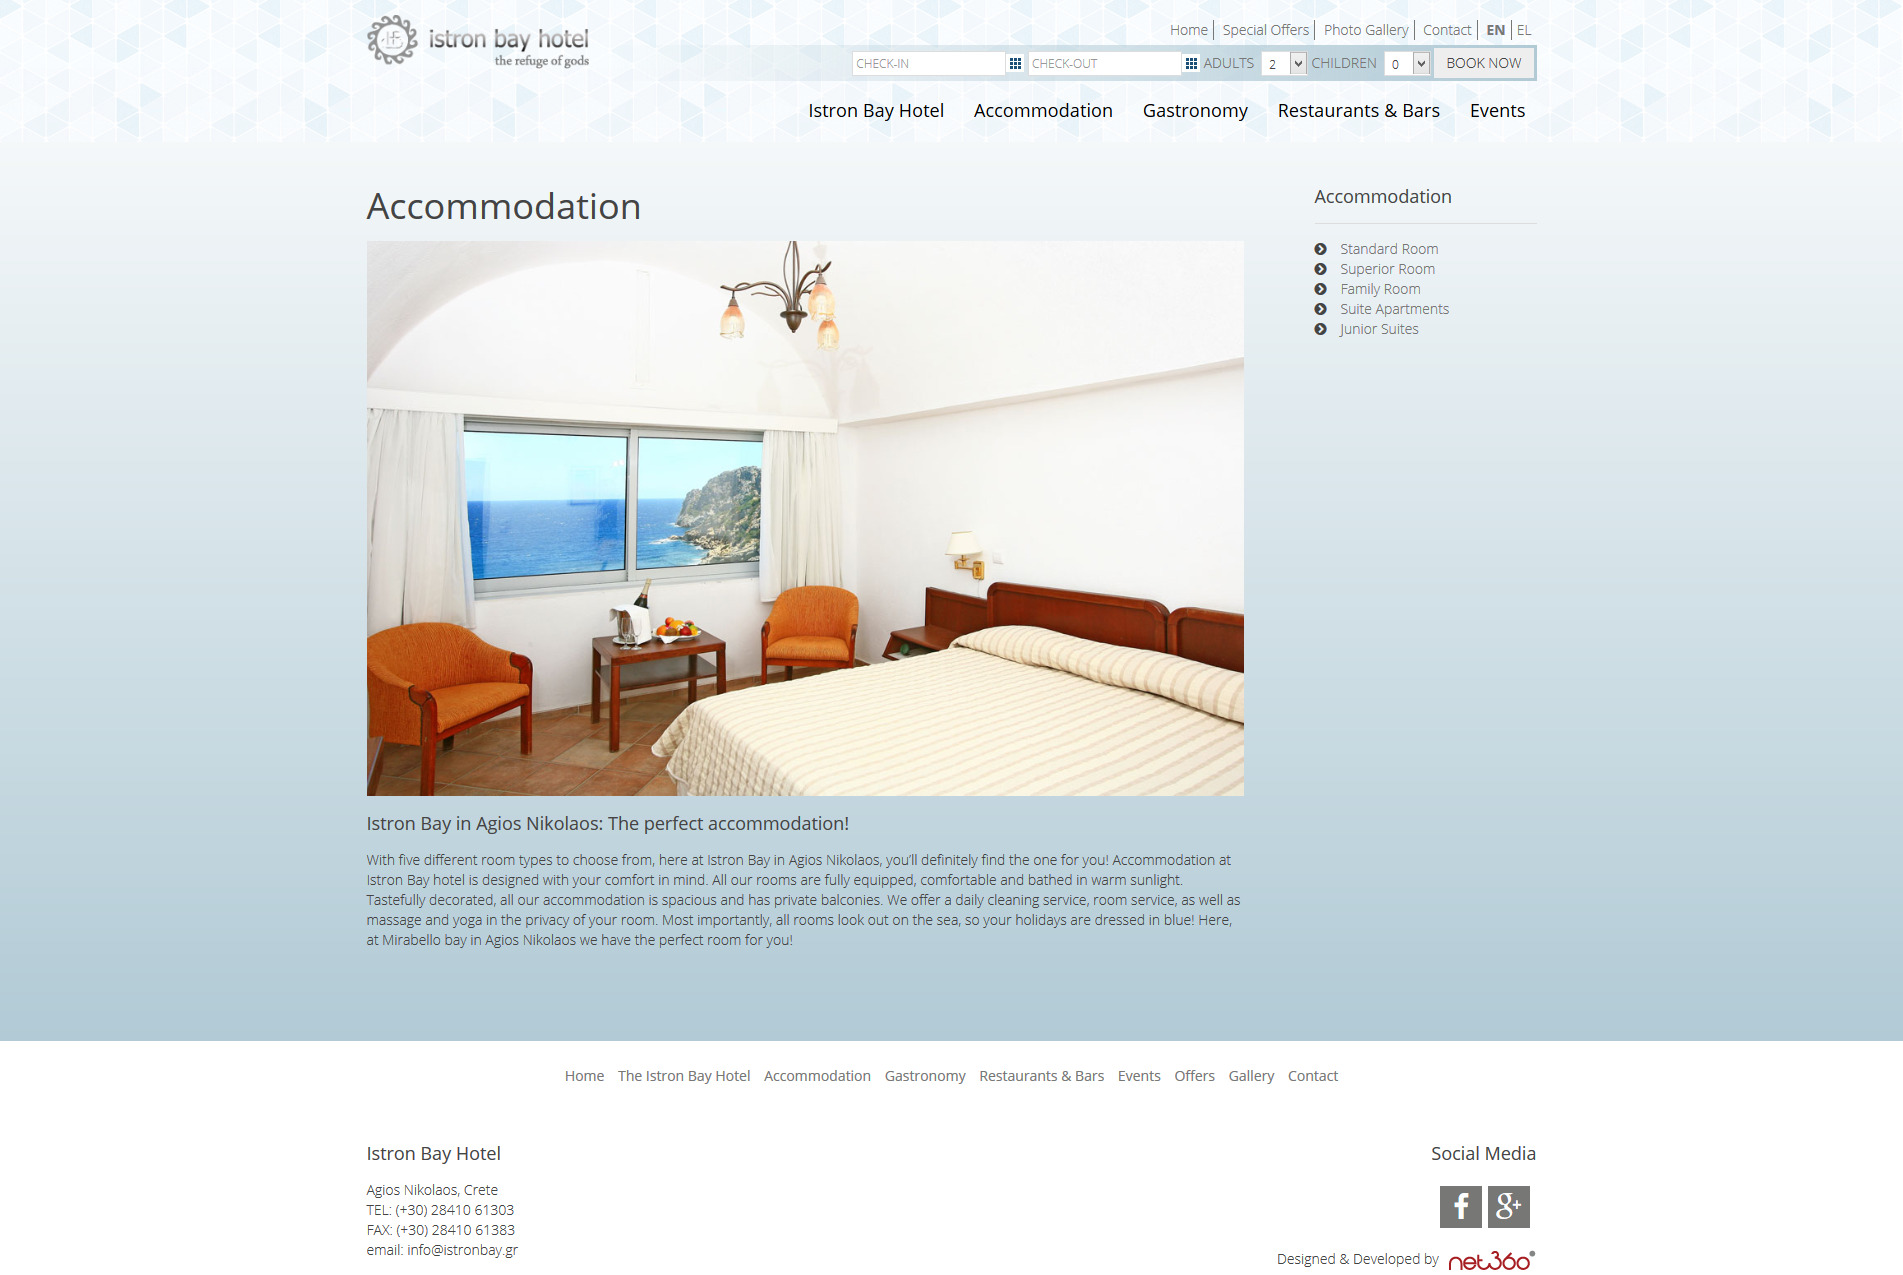 istron bay hotel
the refuge of gods
Home
Special Offers
Photo Gallery
Contact
EN
EL
CHECK-IN
CHECK-OUT
ADULTS
2
CHILDREN
0
BOOK NOW
Istron Bay Hotel
Accommodation
Gastronomy
Restaurants & Bars
Events
Accommodation
Accommodation
Standard Room
Superior Room
Family Room
Suite Apartments
Junior Suites
Istron Bay in Agios Nikolaos: The perfect accommodation!
With five different room types to choose from, here at Istron Bay in Agios Nikolaos, you'll definitely find the one for you! Accommodation at
Istron Bay hotel is designed with your comfort in mind. All our rooms are fully equipped, comfortable and bathed in warm sunlight.
Tastefully decorated, all our accommodation is spacious and has private balconies. We offer a daily cleaning service, room service, as well as
massage and yoga in the privacy of your room. Most importantly, all rooms look out on the sea, so your holidays are dressed in blue! Here,
at Mirabello bay in Agios Nikolaos we have the perfect room for you!
Home
The Istron Bay Hotel
Accommodation
Gastronomy
Restaurants & Bars
Events
Offers
Gallery
Contact
Istron Bay Hotel
Agios Nikolaos, Crete
TEL: (+30) 28410 61303
FAX: (+30) 28410 61383
email: info@istronbay.gr
Social Media
f
g+
Designed & Developed by net360°